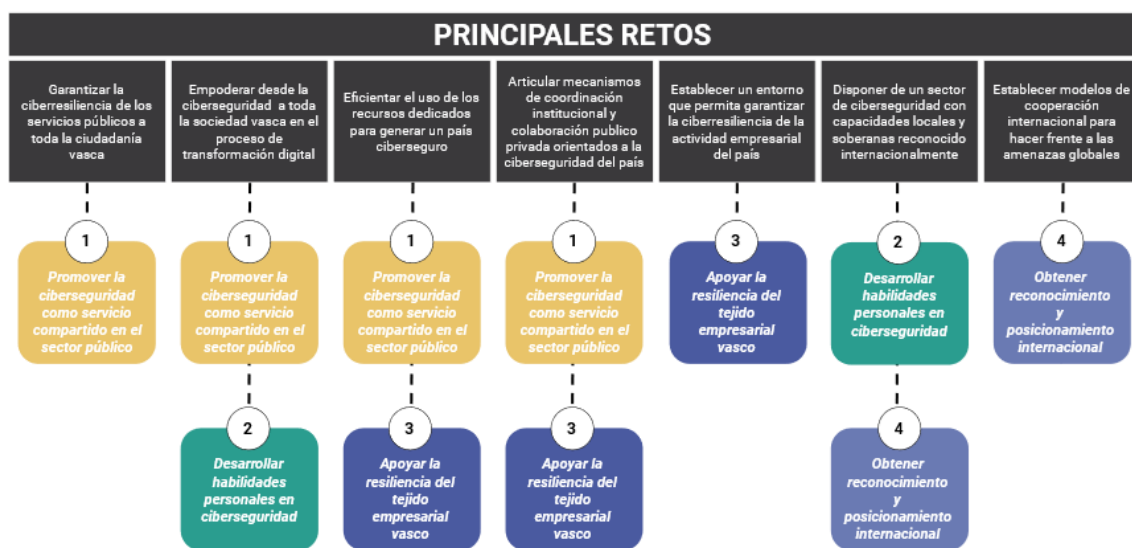 PRINCIPALES RETOS
Garantizar la
ciberresiliencia de los
servicios públicos a
toda la ciudadanía
vasca
Empoderar desde la
ciberseguridad a toda
la sociedad vasca en el
proceso de
transformación digital
Eficientar el uso de los
recursos dedicados
para generar un país
ciberseguro
Articular mecanismos
de coordinación
institucional y
colaboración publico
privada orientados a la
ciberseguridad del país
Establecer un entorno
que permita garantizar
la ciberresiliencia de la
actividad empresarial
del país
Disponer de un sector
de ciberseguridad con
capacidades locales y
soberanas reconocido
internacionalmente
Establecer modelos de
cooperación
internacional para
hacer frente a las
amenazas globales
1
Promover la
ciberseguridad
como servicio
compartido en el
sector público
1
Promover la
ciberseguridad
como servicio
compartido en el
sector público
1
Promover la
ciberseguridad
como servicio
compartido en el
sector público
1
Promover la
ciberseguridad
como servicio
compartido en el
sector público
3
Apoyar la
resiliencia del
tejido
empresarial
vasco
2
Desarrollar
habilidades
personales en
ciberseguridad
4
Obtener
reconocimiento
y
posicionamiento
internacional
2
Desarrollar
habilidades
personales en
ciberseguridad
3
Apoyar la
resiliencia del
tejido
empresarial
vasco
3
Apoyar la
resiliencia del
tejido
empresarial
vasco
4
Obtener
reconocimiento
y
posicionamiento
internacional